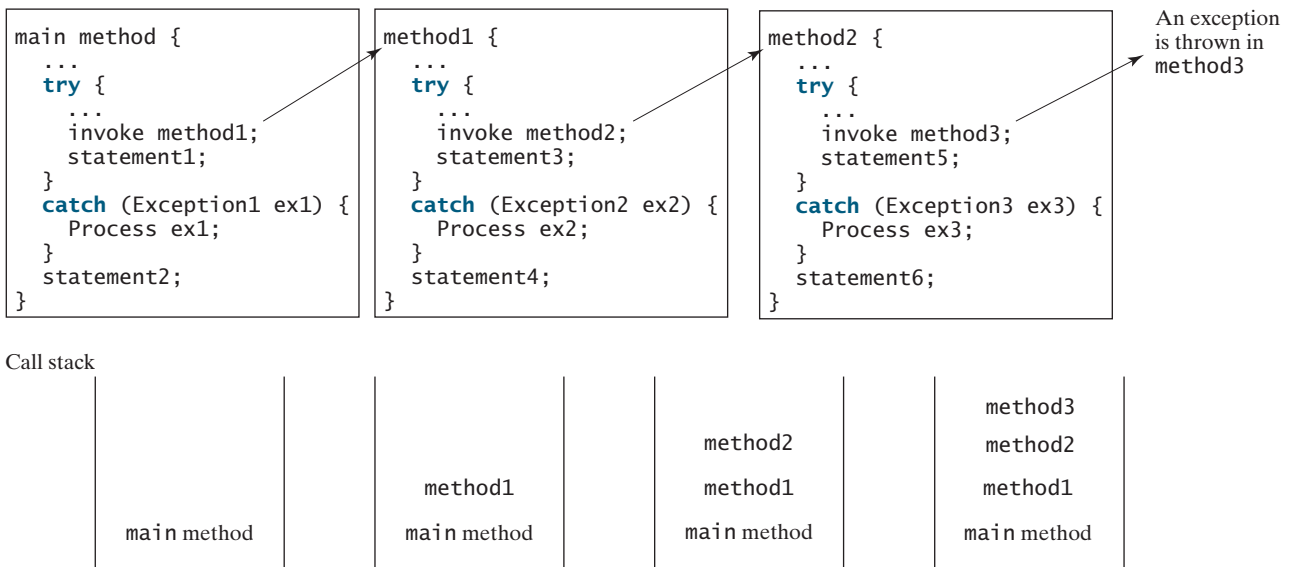 main method {
...
try {
...
invoke method1;
statement1;
}
catch (Exception1 ex1) {
Process ex1;
}
statement2;
}
method1 {
...
try {
...
invoke method2;
statement3;
}
catch (Exception2 ex2) {
Process ex2;
}
statement4;
}
method2 {
...
try {
...
invoke method3;
statement5;
}
catch (Exception3 ex3) {
Process ex3;
}
statement6;
}
An exception
is thrown in
method3
Call stack
main method
method1
main method
method2
method1
main method
method3
method2
method1
main method